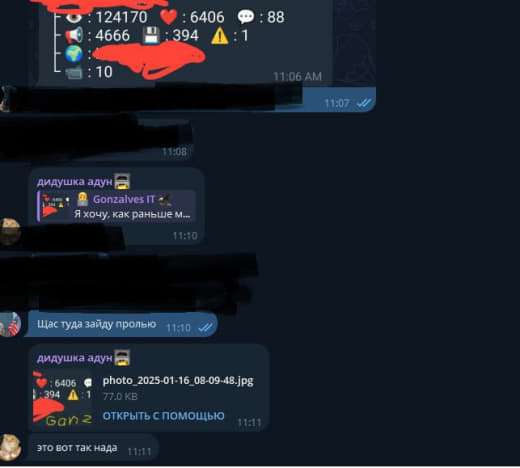 👁 : 124170 ❤️ : 6406 💬 : 88
📢 : 4666 💾 : 394 ⚠️ : 1
🌍 :
📹 : 10
11:06 AM
11:07
11:08
дидушка адун
Gonzalves IT
Я хочу, как раньше м...
11:10
Щас туда зайду пролью 11:10
дидушка адун
: 6406
: 394 ⚠️ : 1
Ganz
photo_2025-01-16_08-09-48.jpg
77.0 KB
ОТКРЫТЬ С ПОМОЩЬЮ
11:11
это вот так нада 11:11